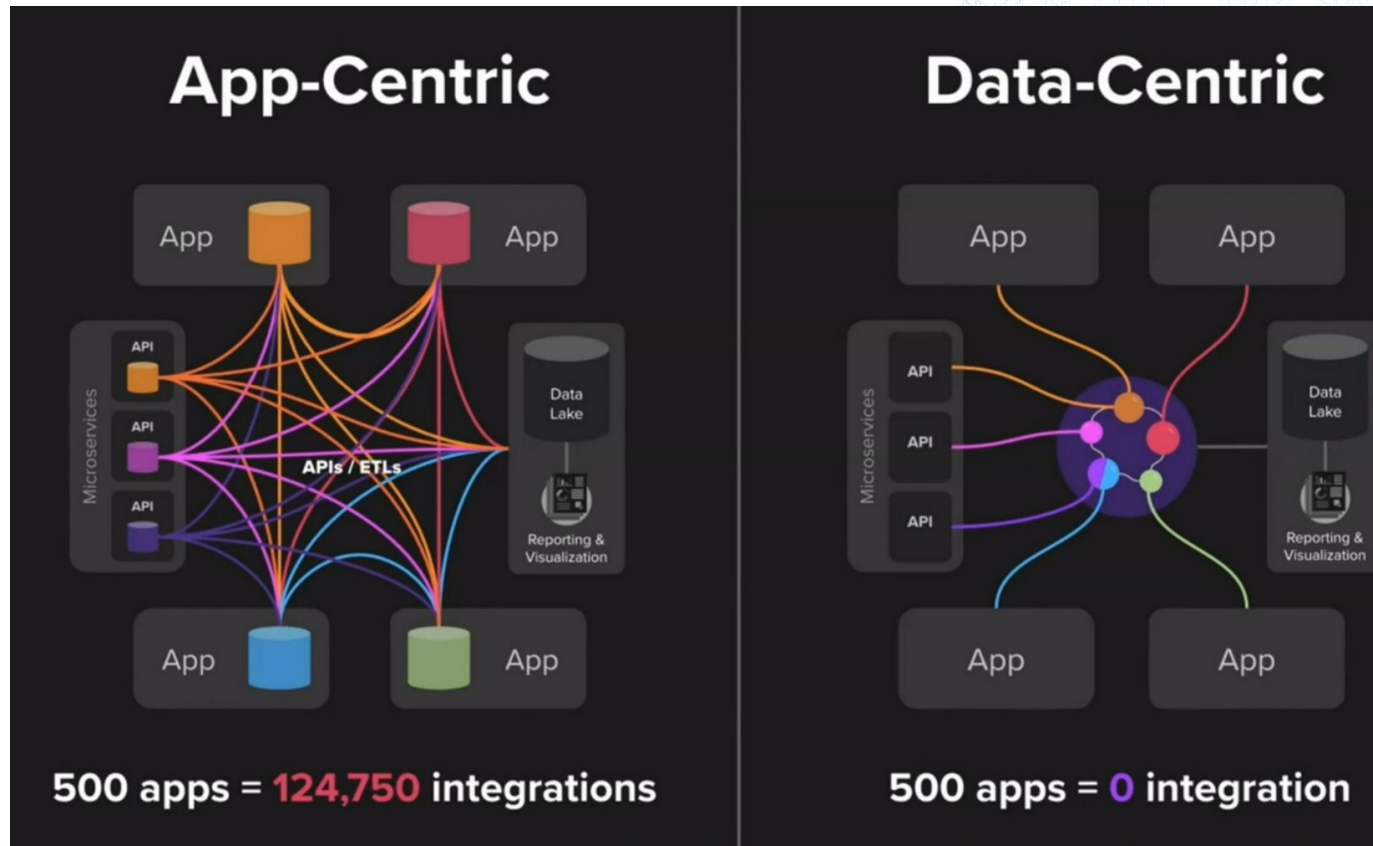 App-Centric
App
App
API
API
API
Microservices
APIs / ETLs
Data
Lake
Reporting &
Visualization
App
App
500 apps = 124,750 integrations
Data-Centric
App
App
API
API
API
Microservices
Data
Lake
Reporting &
Visualization
App
App
500 apps = 0 integration